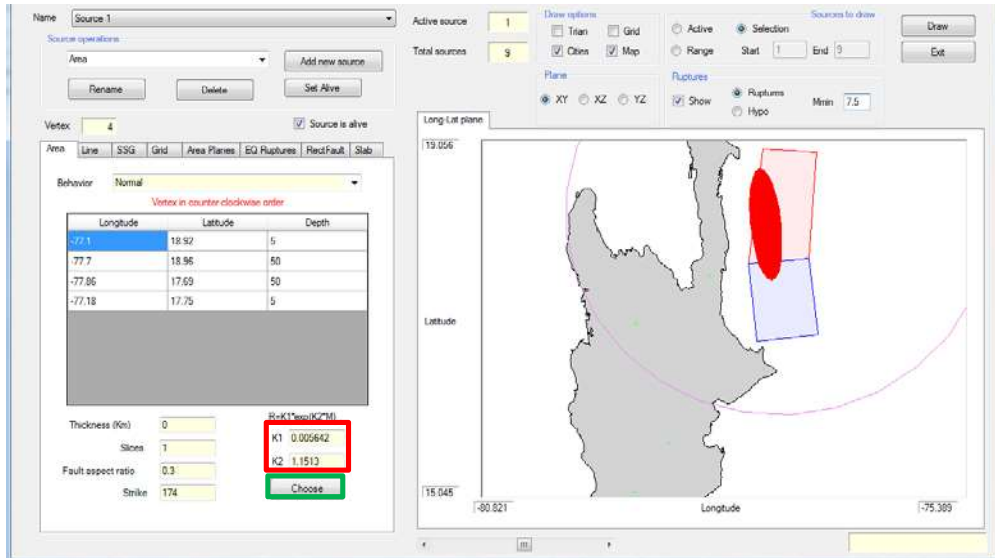 Name Source 1
Source operations
Area
Add new source
Rename
Delete
Set Alive
Vertex 4
Source is alive
Area Line SSG Grid Area Planes EQ Ruptures RectFault Slab
Behavior Normal
Vertex in counter clockwise order
Longitude Latitude Depth
-77.1 18.92 5
-77.7 18.96 50
-77.86 17.69 50
-77.18 17.75 5
Thickness (Km) 0
Slices 1
Fault aspect ratio 0.3
Strike 174
R=K1*exp(K2*M)
K1 0.005642
K2 1.1513
Choose
Active source 1
Total sources 9
Draw options
Trian Grid
Cities Map
Plane
XY XZ YZ
Sources to draw
Active Selection
Range Start 1 End 9
Ruptures
Show
Ruptures
Hypo
Mmin 7.5
Draw
Exit
Long-Lat plane
19.056
Latitude
15.045
-80.821 Longitude -75.389